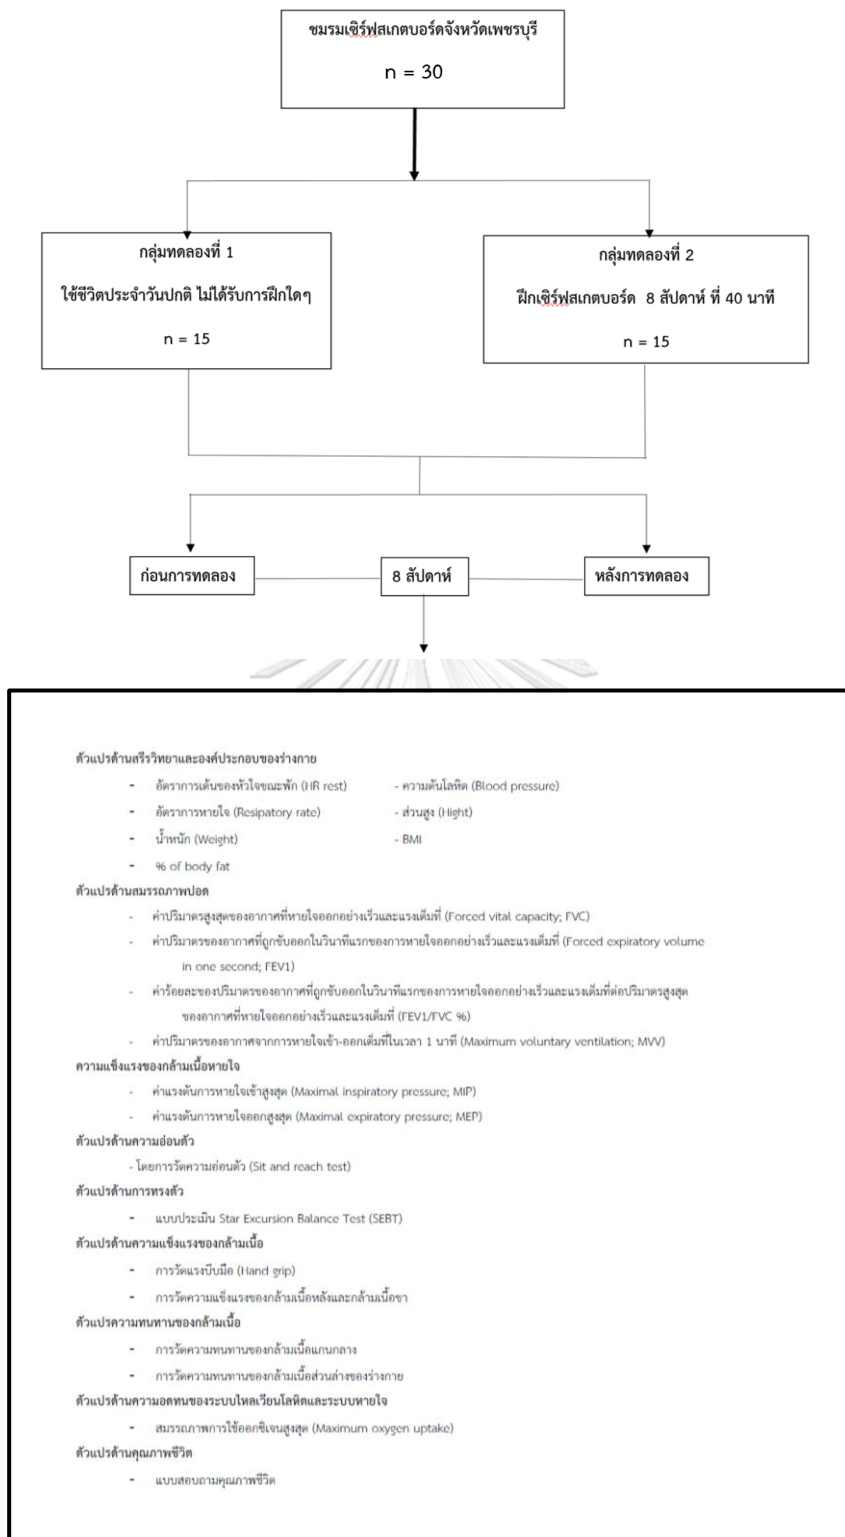 ชมรมเซิร์ฟสเกตบอร์ดจังหวัดเพชรบุรี
n = 30
กลุ่มทดลองที่ 1
ใช้ชีวิตประจำวันปกติ ไม่ได้รับการฝึกใดๆ
n = 15
กลุ่มทดลองที่ 2
ฝึกเซิร์ฟสเกตบอร์ด 8 สัปดาห์ ที่ 40 นาที
n = 15
ก่อนการทดลอง
8 สัปดาห์
หลังการทดลอง
ตัวแปรด้านสรีรวิทยาและองค์ประกอบของร่างกาย
- อัตราการเต้นของหัวใจขณะพัก (HR rest) - ความดันโลหิต (Blood pressure)
- อัตราการหายใจ (Resipatory rate) - ส่วนสูง (Hight)
- น้ำหนัก (Weight) - BMI
- % of body fat
ตัวแปรด้านสมรรถภาพปอด
- ค่าปริมาตรสูงสุดของอากาศที่หายใจออกอย่างเร็วและแรงเต็มที่ (Forced vital capacity; FVC)
- ค่าปริมาตรของอากาศที่ถูกขับออกในวินาทีแรกของการหายใจออกอย่างเร็วและแรงเต็มที่ (Forced expiratory volume
in one second; FEV1)
- ค่าร้อยละของปริมาตรของอากาศที่ถูกขับออกในวินาทีแรกของการหายใจออกอย่างเร็วและแรงเต็มที่ต่อปริมาตรสูงสุด
ของอากาศที่หายใจออกอย่างเร็วและแรงเต็มที่ (FEV1/FVC %)
- ค่าปริมาตรของอากาศจากการหายใจเข้า-ออกเต็มที่ในเวลา 1 นาที (Maximum voluntary ventilation; MVV)
ความแข็งแรงของกล้ามเนื้อหายใจ
- ค่าแรงดันการหายใจเข้าสูงสุด (Maximal inspiratory pressure; MIP)
- ค่าแรงดันการหายใจออกสูงสุด (Maximal expiratory pressure; MEP)
ตัวแปรด้านความอ่อนตัว
- โดยการวัดความอ่อนตัว (Sit and reach test)
ตัวแปรด้านการทรงตัว
- แบบประเมิน Star Excursion Balance Test (SEBT)
ตัวแปรด้านความแข็งแรงของกล้ามเนื้อ
- การวัดแรงบีบมือ (Hand grip)
- การวัดความแข็งแรงของกล้ามเนื้อหลังและกล้ามเนื้อขา
ตัวแปรความทนทานของกล้ามเนื้อ
- การวัดความทนทานของกล้ามเนื้อแกนกลาง
- การวัดความทนทานของกล้ามเนื้อส่วนล่างของร่างกาย
ตัวแปรด้านความอดทนของระบบไหลเวียนโลหิตและระบบหายใจ
- สมรรถภาพการใช้ออกซิเจนสูงสุด (Maximum oxygen uptake)
ตัวแปรด้านคุณภาพชีวิต
- แบบสอบถามคุณภาพชีวิต